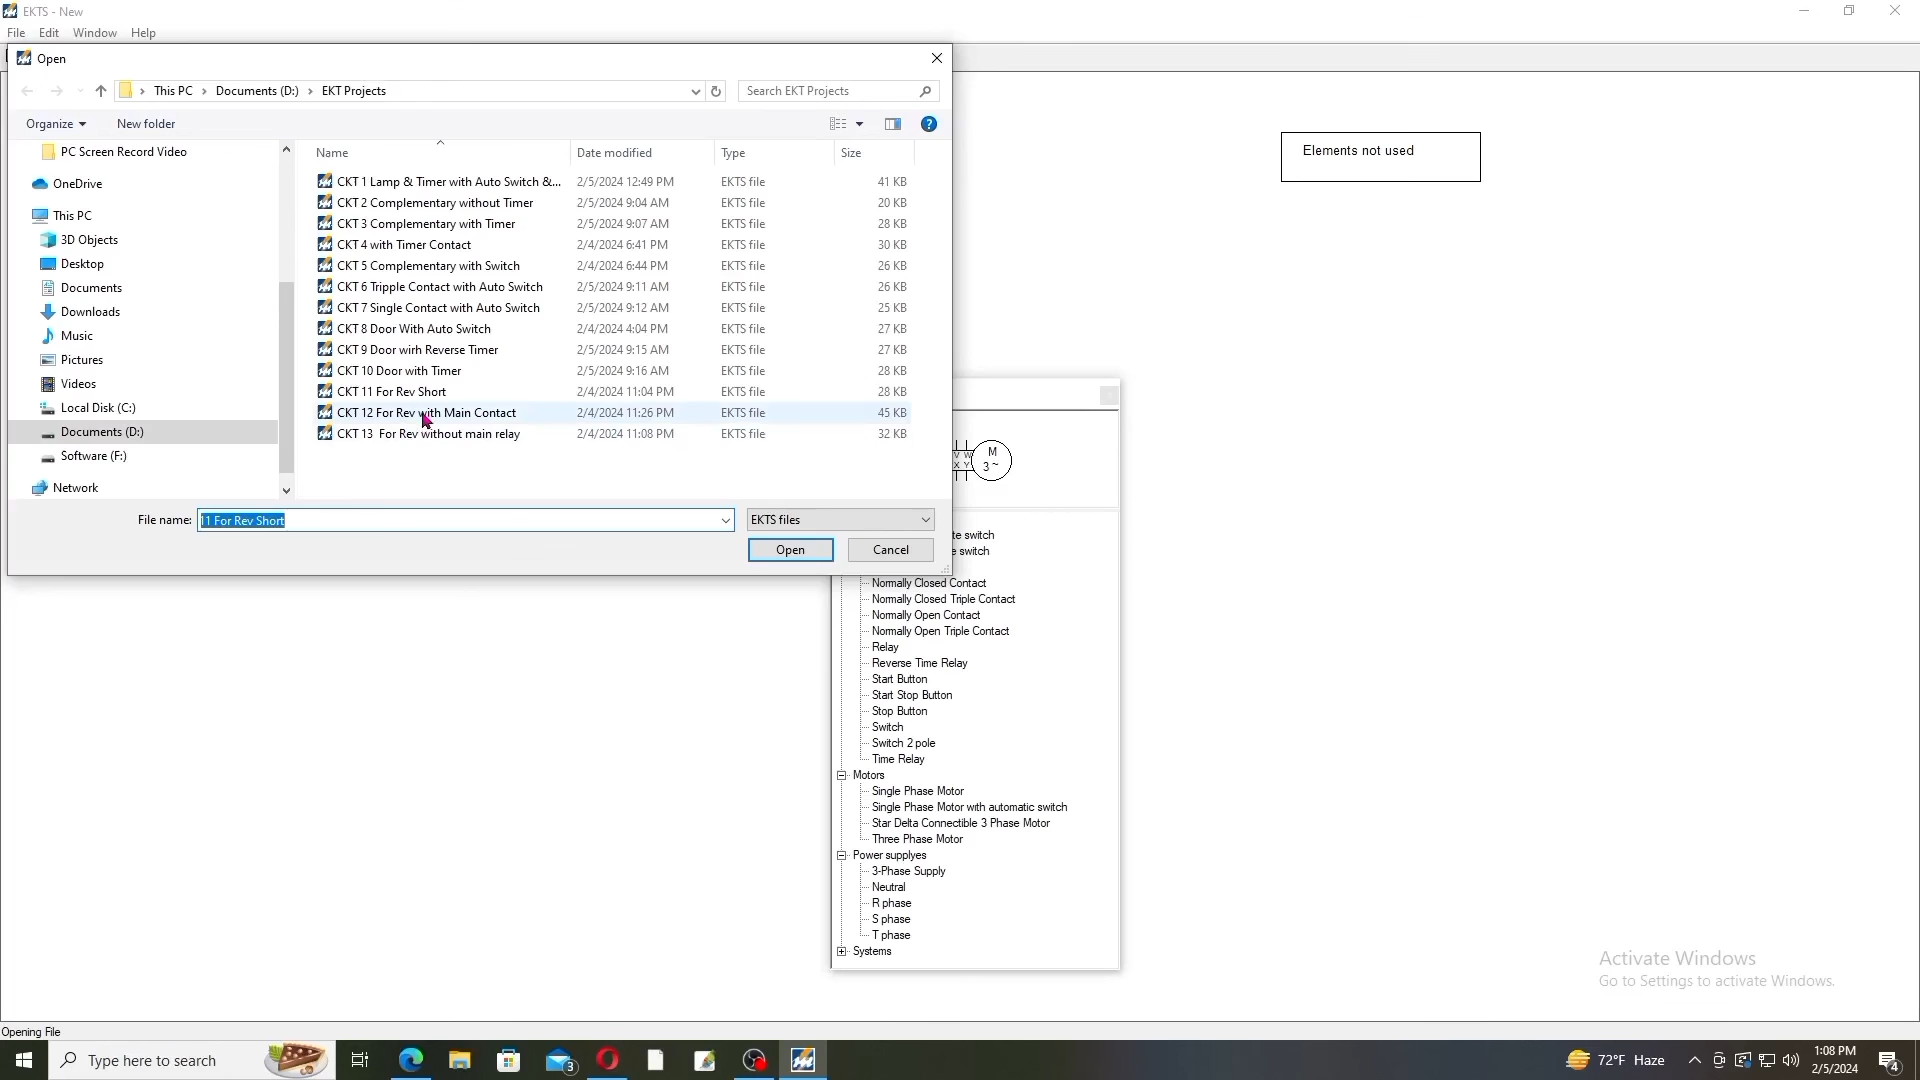 EKTS - New
File Edit Window Help
Open
This PC Documents (D:) EKT Projects
Search EKT Projects
Organize New folder
PC Screen Record Video
OneDrive
This PC
3D Objects
Desktop
Documents
Downloads
Music
Pictures
Videos
Local Disk (C:)
Documents (D:)
Software (F:)
Network
Name Date modified Type Size
CKT 1 Lamp & Timer with Auto Switch &... 2/5/2024 12:49 PM EKTS file 41 KB
CKT 2 Complementary without Timer 2/5/2024 9:04 AM EKTS file 20 KB
CKT 3 Complementary with Timer 2/5/2024 9:07 AM EKTS file 28 KB
CKT 4 with Timer Contact 2/4/2024 6:41 PM EKTS file 30 KB
CKT 5 Complementary with Switch 2/4/2024 6:44 PM EKTS file 26 KB
CKT 6 Tripple Contact with Auto Switch 2/5/2024 9:11 AM EKTS file 26 KB
CKT 7 Single Contact with Auto Switch 2/5/2024 9:12 AM EKTS file 25 KB
CKT 8 Door With Auto Switch 2/4/2024 4:04 PM EKTS file 27 KB
CKT 9 Door wirh Reverse Timer 2/5/2024 9:15 AM EKTS file 27 KB
CKT 10 Door with Timer 2/5/2024 9:16 AM EKTS file 28 KB
CKT 11 For Rev Short 2/4/2024 11:04 PM EKTS file 28 KB
CKT 12 For Rev with Main Contact 2/4/2024 11:26 PM EKTS file 45 KB
CKT 13 For Rev without main relay 2/4/2024 11:08 PM EKTS file 32 KB
File name: 11 For Rev Short EKTS files
Open Cancel
Elements not used
V W
X Y
M
3 ~
te switch
e switch
Normally Closed Contact
Normally Closed Triple Contact
Normally Open Contact
Normally Open Triple Contact
Relay
Reverse Time Relay
Start Button
Start Stop Button
Stop Button
Switch
Switch 2 pole
Time Relay
Motors
Single Phase Motor
Single Phase Motor wth automatic switch
Star Delta Connectible 3 Phase Motor
Three Phase Motor
Power supplyes
3-Phase Supply
Neutral
R phase
S phase
T phase
Systems
Activate Windows
Go to Settings to activate Windows.
Opening File
Type here to search
3
72°F Haze
1:08 PM
2/5/2024
4